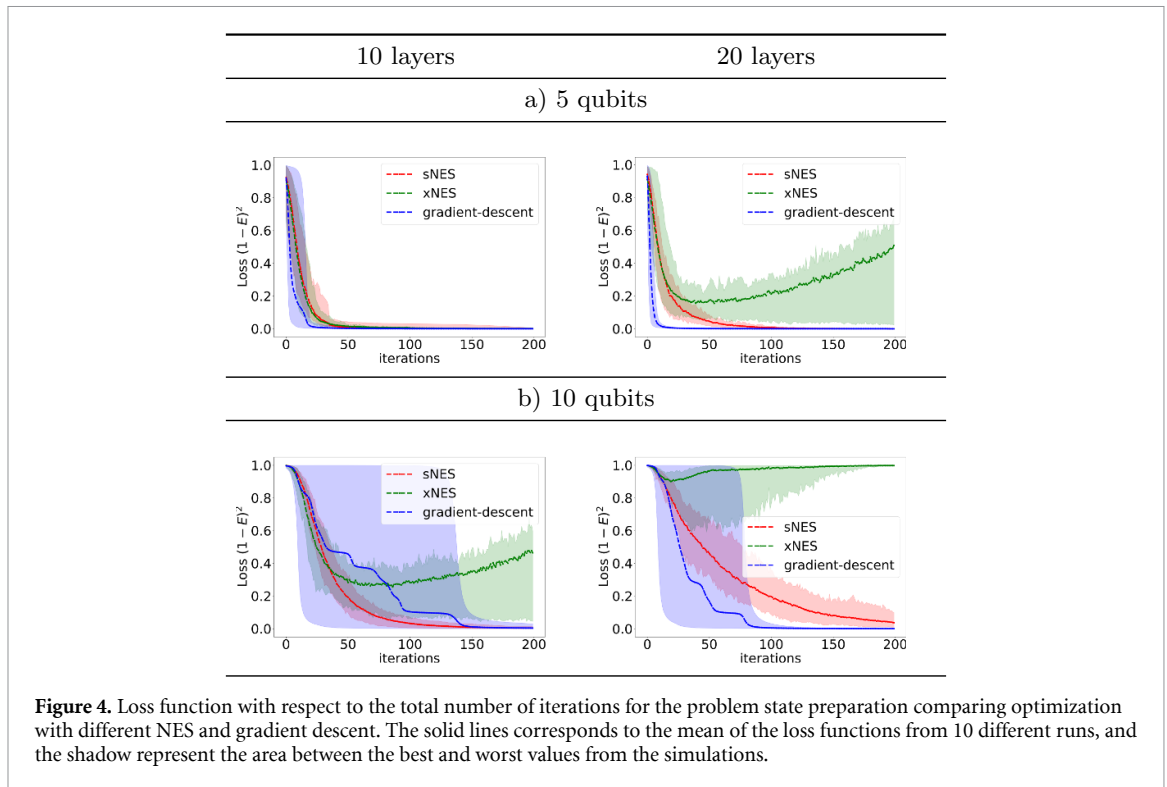 10 layers 20 layers
a) 5 qubits
Loss (1 − E)²
1.0
0.8
0.6
0.4
0.2
0.0
sNES
xNES
gradient-descent
0 50 100 150 200
iterations
Loss (1 − E)²
1.0
0.8
0.6
0.4
0.2
0.0
sNES
xNES
gradient-descent
0 50 100 150 200
iterations
b) 10 qubits
Loss (1 − E)²
1.0
0.8
0.6
0.4
0.2
0.0
sNES
xNES
gradient-descent
0 50 100 150 200
iterations
Loss (1 − E)²
1.0
0.8
0.6
0.4
0.2
0.0
sNES
xNES
gradient-descent
0 50 100 150 200
iterations
Figure 4. Loss function with respect to the total number of iterations for the problem state preparation comparing optimization
with different NES and gradient descent. The solid lines corresponds to the mean of the loss functions from 10 different runs, and
the shadow represent the area between the best and worst values from the simulations.